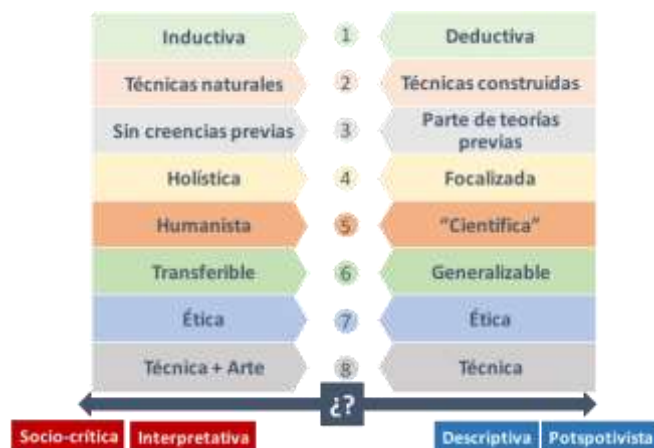 Inductiva 1 Deductiva
Técnicas naturales 2 Técnicas construidas
Sin creencias previas 3 Parte de teorías
previas
Holística 4 Focalizada
Humanista 5 "Científica"
Transferible 6 Generalizable
Ética 7 Ética
Técnica + Arte 8 Técnica
¿?
Socio-crítica Interpretativa Descriptiva Potspotivista